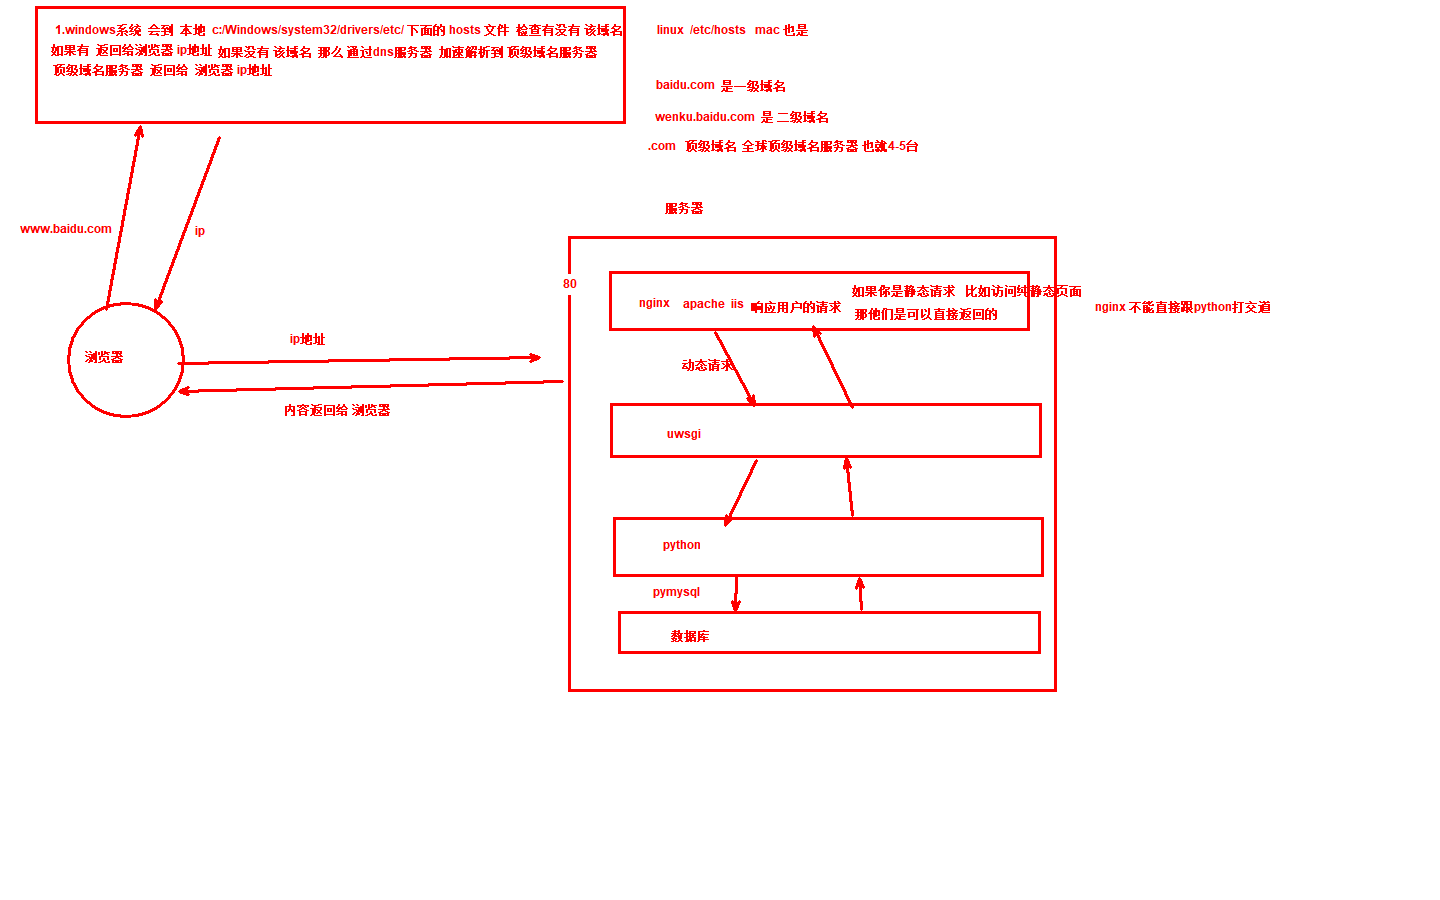 1.windows系统 会到 本地 c:/Windows/system32/drivers/etc/ 下面的 hosts 文件 检查有没有 该域名
如果有 返回给浏览器 ip地址 如果没有 该域名 那么 通过dns服务器 加速解析到 顶级域名服务器
顶级域名服务器 返回给 浏览器 ip地址
linux /etc/hosts mac 也是
baidu.com 是一级域名
wenku.baidu.com 是 二级域名
.com 顶级域名 全球顶级域名服务器 也就4-5台
服务器
www.baidu.com
ip
80
nginx apache iis 响应用户的请求
如果你是静态请求 比如访问纯静态页面
那他们是可以直接返回的
nginx 不能直接跟python打交道
浏览器
ip地址
动态请求
内容返回给 浏览器
uwsgi
python
pymysql
数据库